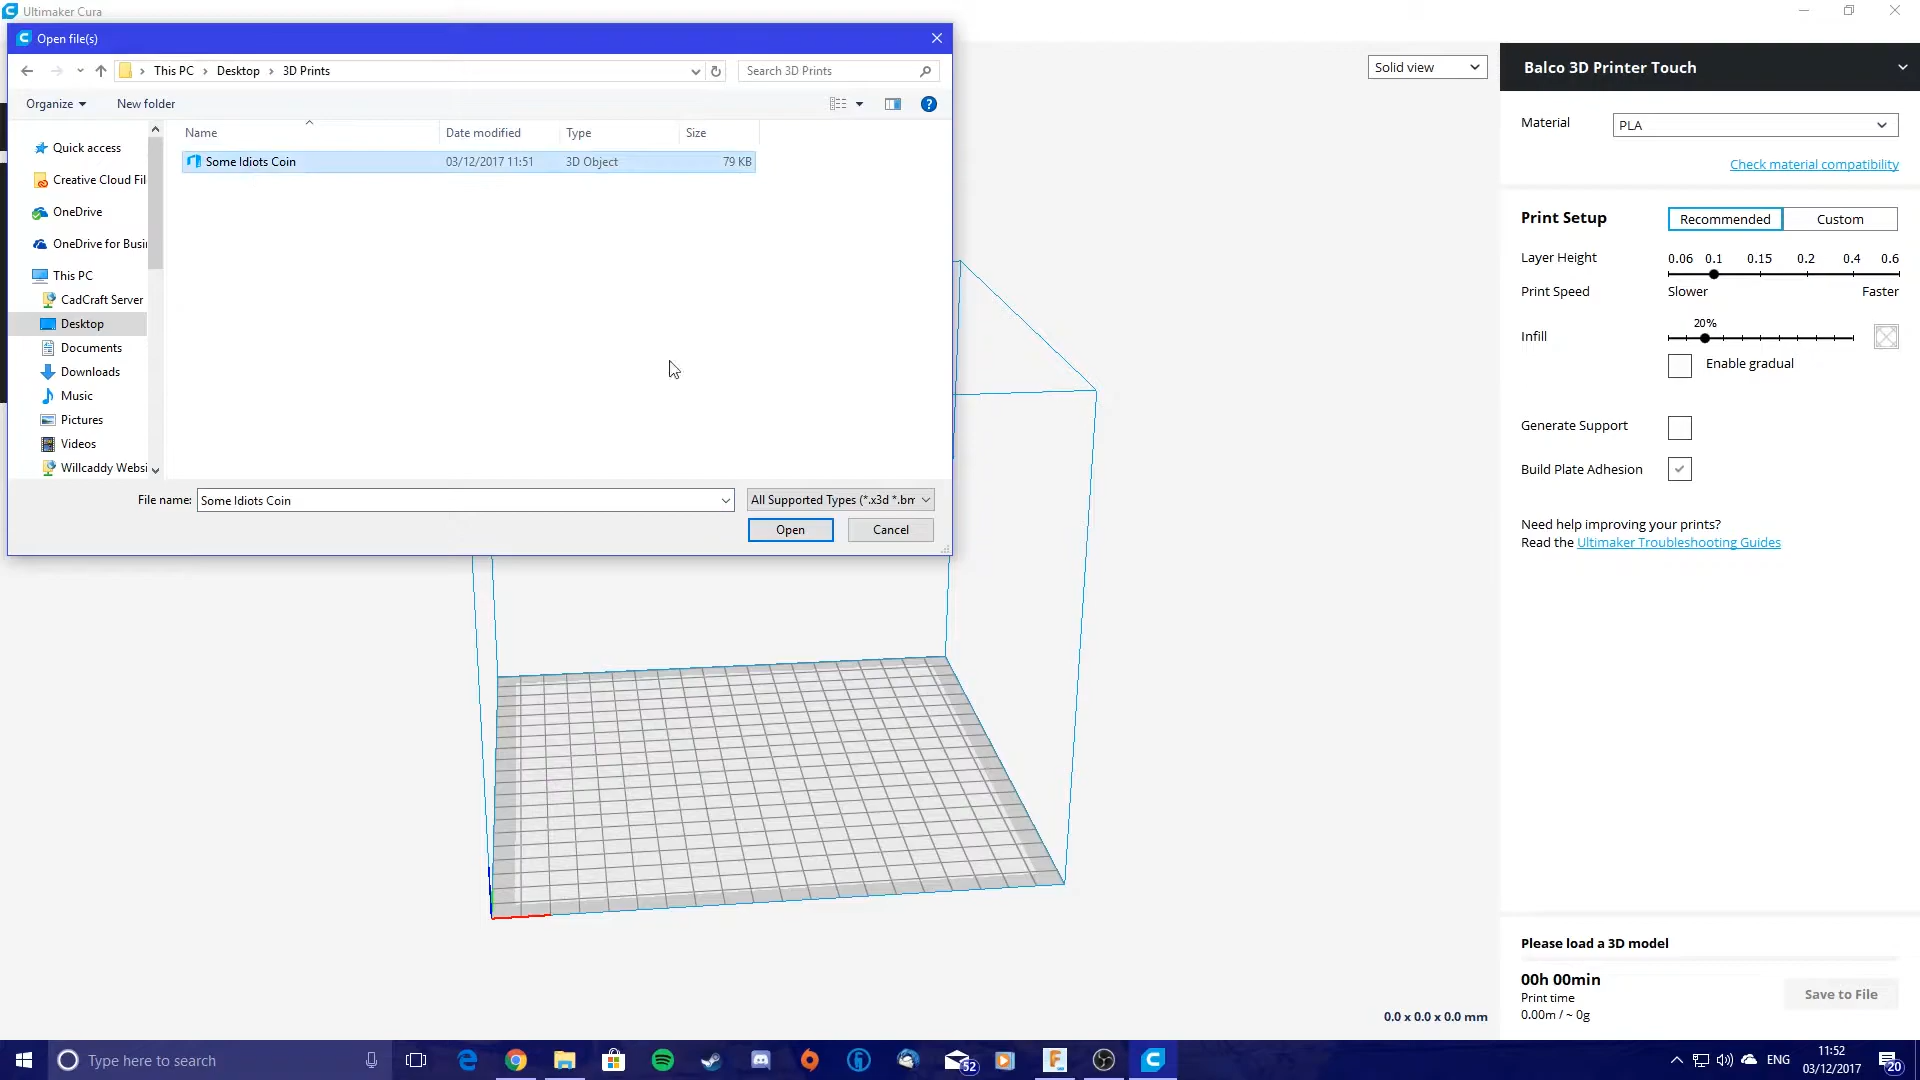 Ultimaker Cura
Open file(s)
This PC > Desktop > 3D Prints
Search 3D Prints
Organize
New folder
Name Date modified Type Size
Some Idiots Coin 03/12/2017 11:51 3D Object 79 KB
Quick access
Creative Cloud Fil
OneDrive
OneDrive for Busi
This PC
CadCraft Server
Desktop
Documents
Downloads
Music
Pictures
Videos
Willcaddy Websi
File name: Some Idiots Coin
All Supported Types (*.x3d *.bm
Open
Cancel
Solid view
Balco 3D Printer Touch
Material PLA
Check material compatibility
Print Setup Recommended Custom
Layer Height 0.06 0.1 0.15 0.2 0.4 0.6
Print Speed Slower Faster
20%
Infill
Enable gradual
Generate Support
Build Plate Adhesion
Need help improving your prints?
Read the Ultimaker Troubleshooting Guides
Please load a 3D model
00h 00min
Print time
0.00m / ~ 0g
Save to File
0.0 x 0.0 x 0.0 mm
Type here to search
52
ENG
11:52
03/12/2017
20